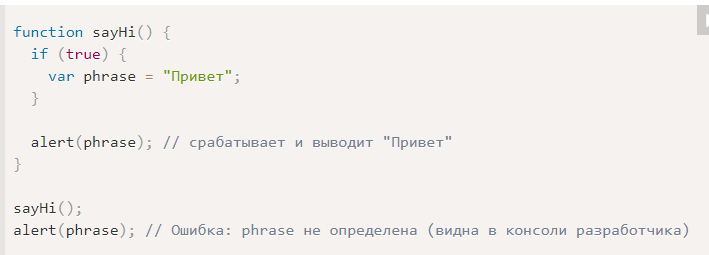 function sayHi() {
  if (true) {
    var phrase = "Привет";
  }

  alert(phrase); // срабатывает и выводит "Привет"
}

sayHi();
alert(phrase); // Ошибка: phrase не определена (видна в консоли разработчика)